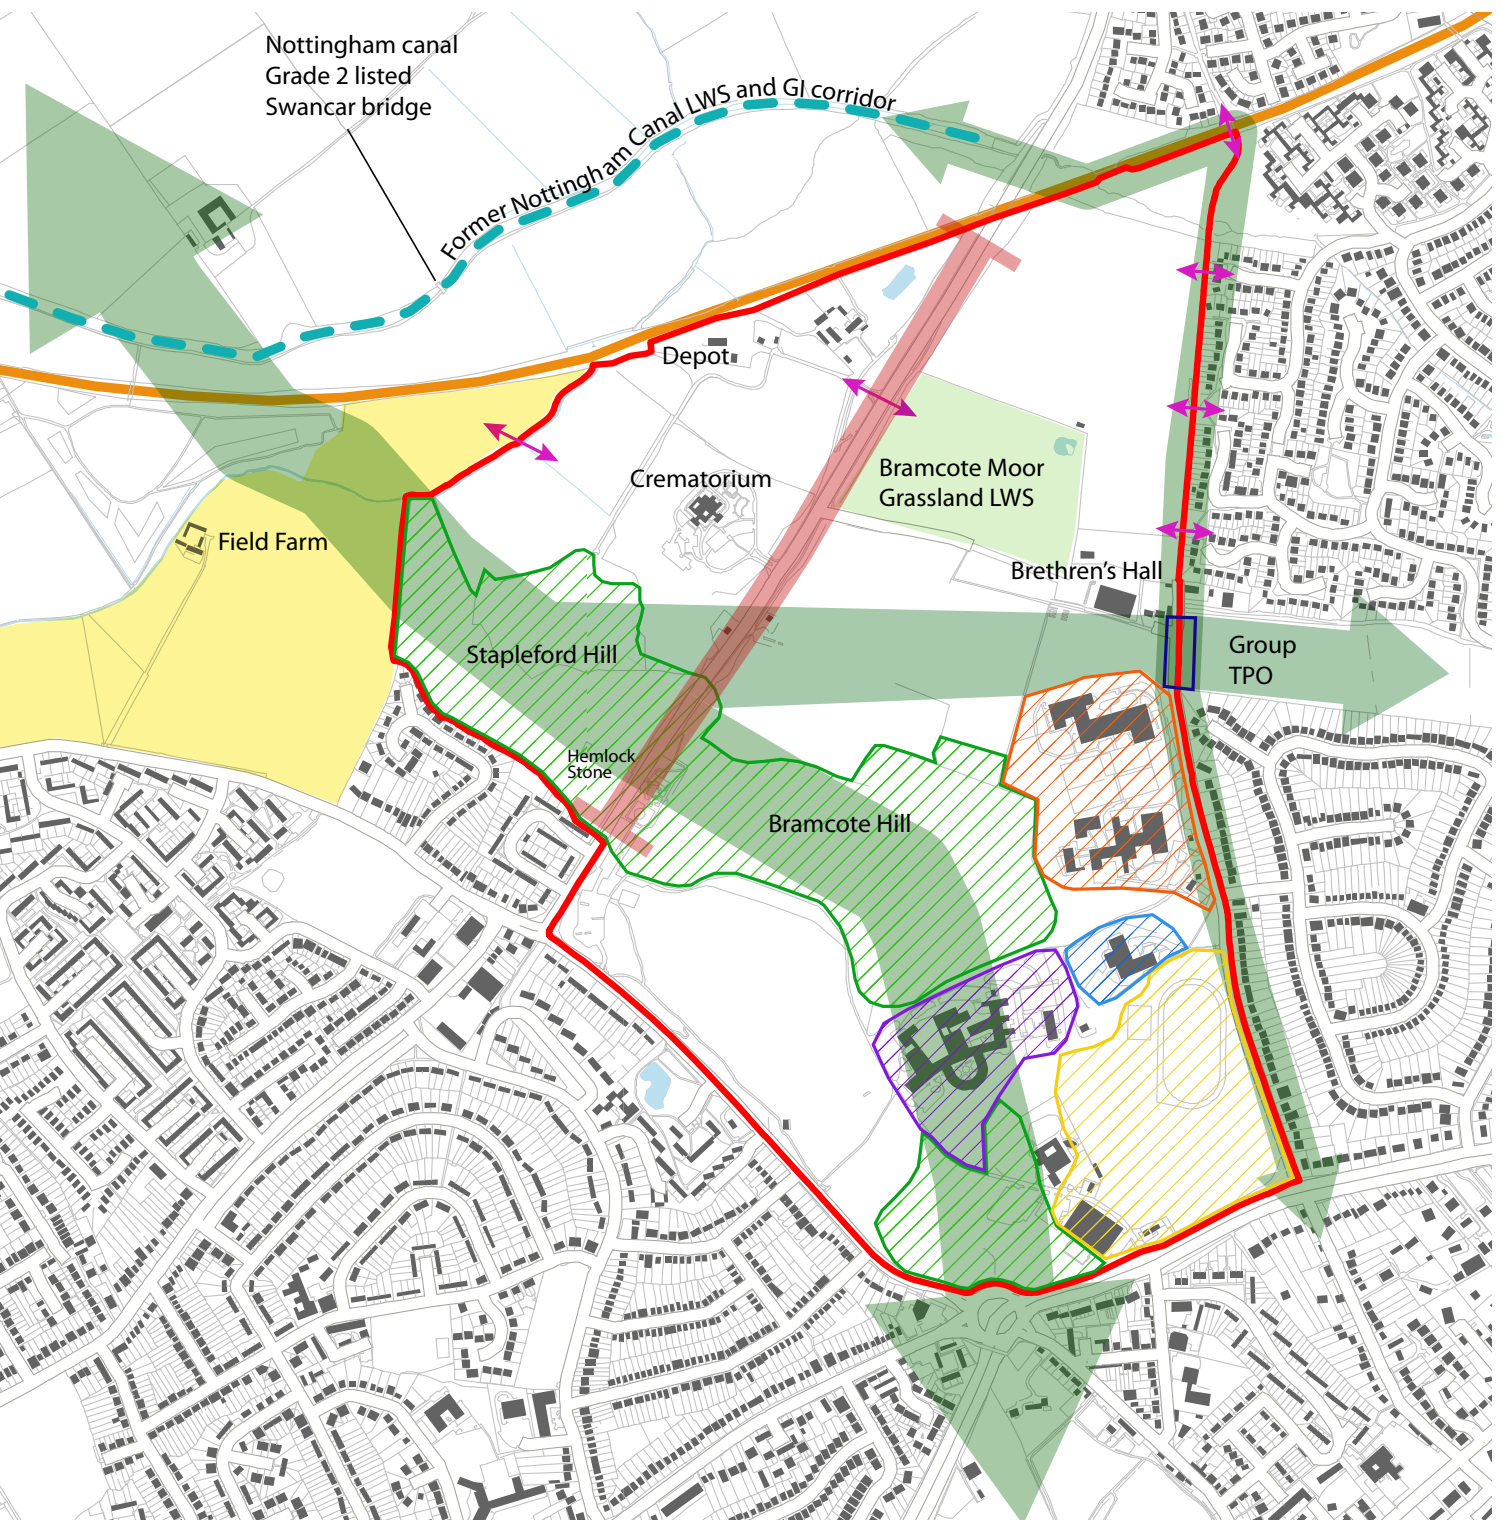 Nottingham canal
Grade 2 listed
Swancar bridge
Former Nottingham Canal LWS and GI corridor
Depot
Crematorium
Bramcote Moor
Grassland LWS
Field Farm
Brethren's Hall
Group
TPO
Stapleford Hill
Hemlock
Stone
Bramcote Hill